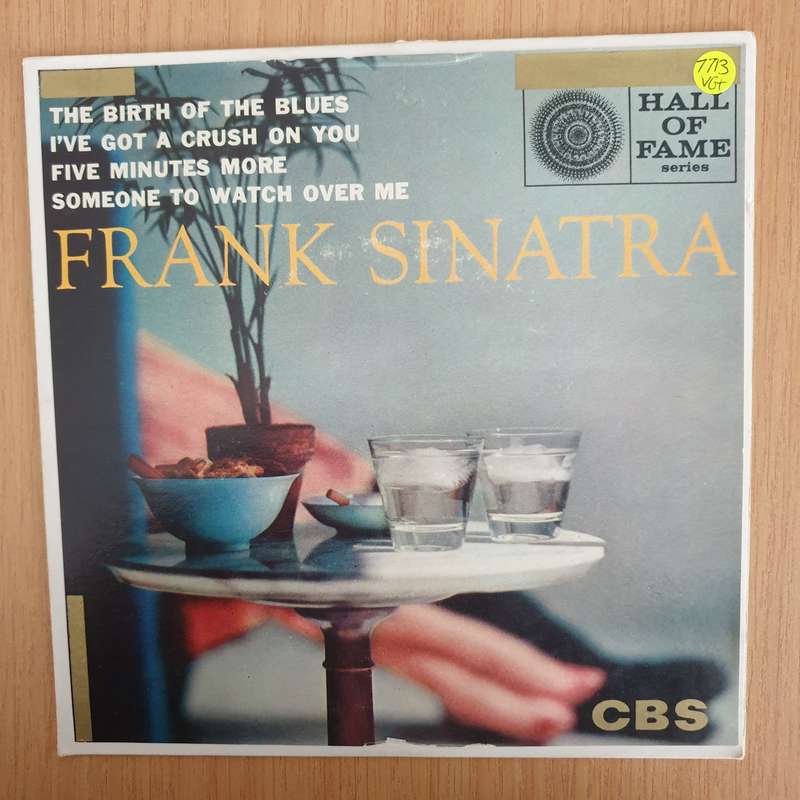 THE BIRTH OF THE BLUES
I'VE GOT A CRUSH ON YOU
FIVE MINUTES MORE
SOMEONE TO WATCH OVER ME
7713
VG+
HALL
OF
FAME
series
FRANK SINATRA
CBS